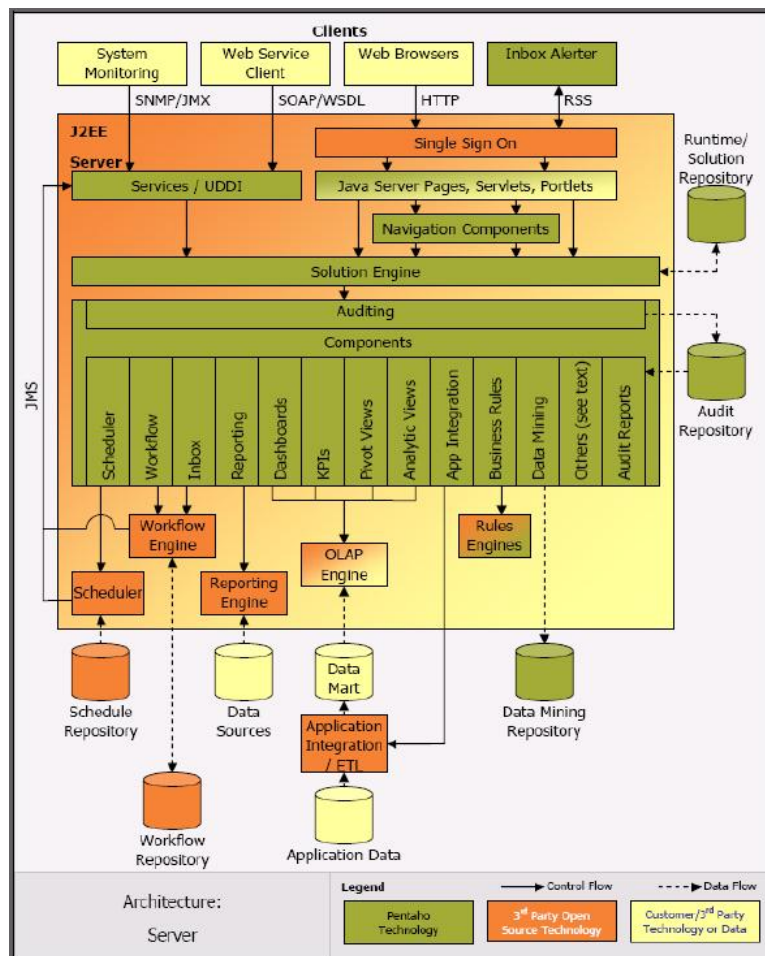 Clients
System
Monitoring
Web Service
Client
Web Browsers
Inbox Alerter
SNMP/JMX
SOAP/WSDL
HTTP
RSS
J2EE
Server
Single Sign On
Runtime/
Solution
Repository
Services / UDDI
Java Server Pages, Servlets, Portlets
Navigation Components
Solution Engine
Auditing
Components
JMS
Scheduler
Workflow
Inbox
Reporting
Dashboards
KPIs
Pivot Views
Analytic Views
App Integration
Business Rules
Data Mining
Others (see text)
Audit Reports
Audit
Repository
Workflow
Engine
Rules
Engines
OLAP
Engine
Scheduler
Reporting
Engine
Schedule
Repository
Data
Sources
Data
Mart
Data Mining
Repository
Application
Integration
/ ETL
Workflow
Repository
Application Data
Architecture:
Server
Legend
Control Flow
Data Flow
Pentaho
Technology
3rd Party Open
Source Technology
Customer/3rd Party
Technology or Data